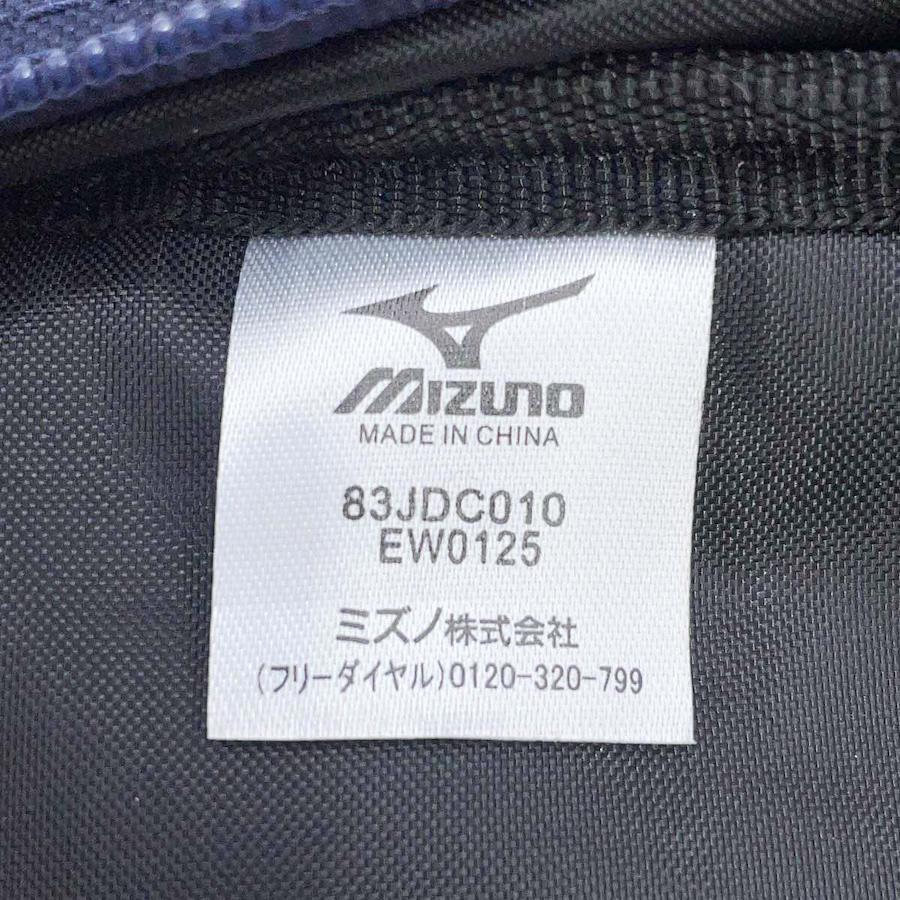 MIZUNO
MADE IN CHINA
83JDC010
EW0125
ミズノ株式会社
(フリーダイヤル)0120-320-799